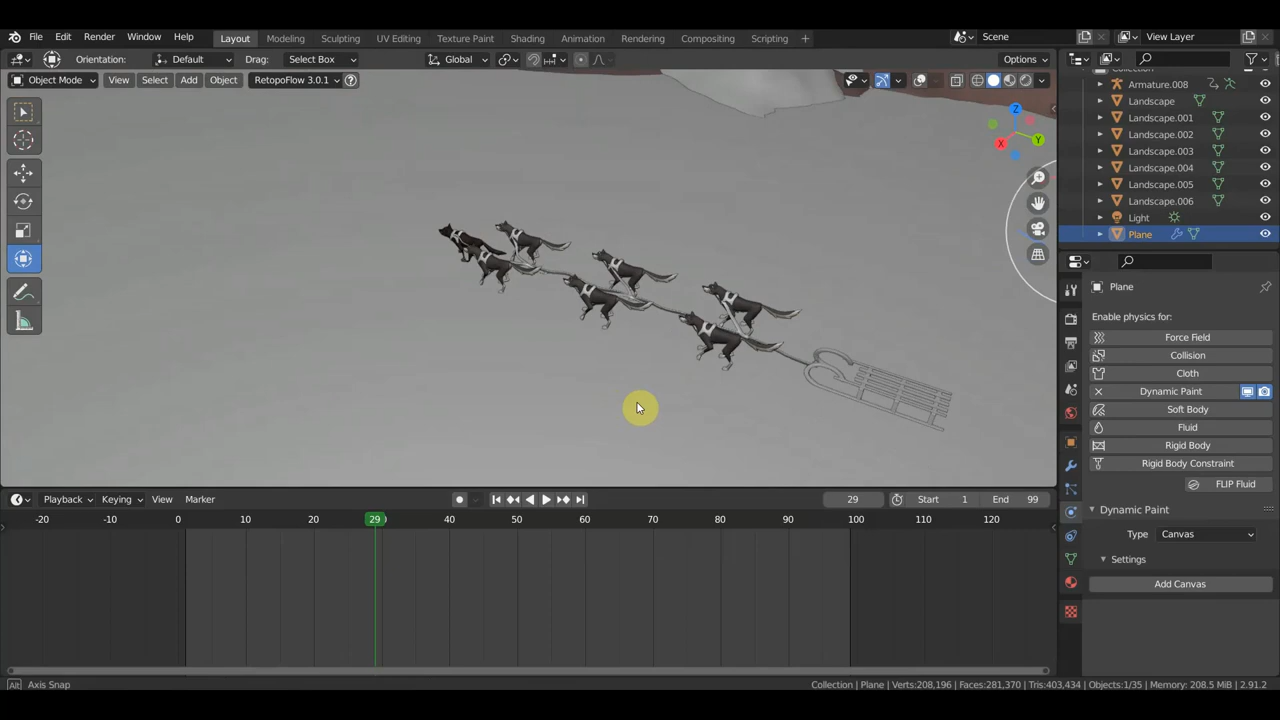 File Edit Render Window Help Layout Modeling Sculpting UV Editing Texture Paint Shading Animation Rendering Compositing Scripting + Scene View Layer
Orientation: Default Drag: Select Box Global Options
Object Mode View Select Add Object RetopoFlow 3.0.1
Z
Y
X
Armature.008
Landscape
Landscape.001
Landscape.002
Landscape.003
Landscape.004
Landscape.005
Landscape.006
Light
Plane
Plane
Enable physics for:
Force Field
Collision
Cloth
Dynamic Paint
Soft Body
Fluid
Rigid Body
Rigid Body Constraint
FLIP Fluid
Dynamic Paint
Type Canvas
Settings
Add Canvas
Playback Keying View Marker 29 Start 1 End 99
-20 -10 0 10 20 29 40 50 60 70 80 90 100 110 120
Alt Axis Snap Collection | Plane | Verts:208,196 | Faces:281,370 | Tris:403,434 | Objects:1/35 | Memory: 208.5 MiB | 2.91.2